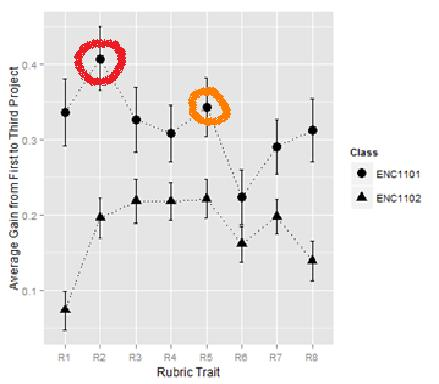 Average Gain from First to Third Project
0.4
0.3
0.2
0.1
R1 R2 R3 R4 R5 R6 R7 R8
Rubric Trait
Class
ENC1101
ENC1102